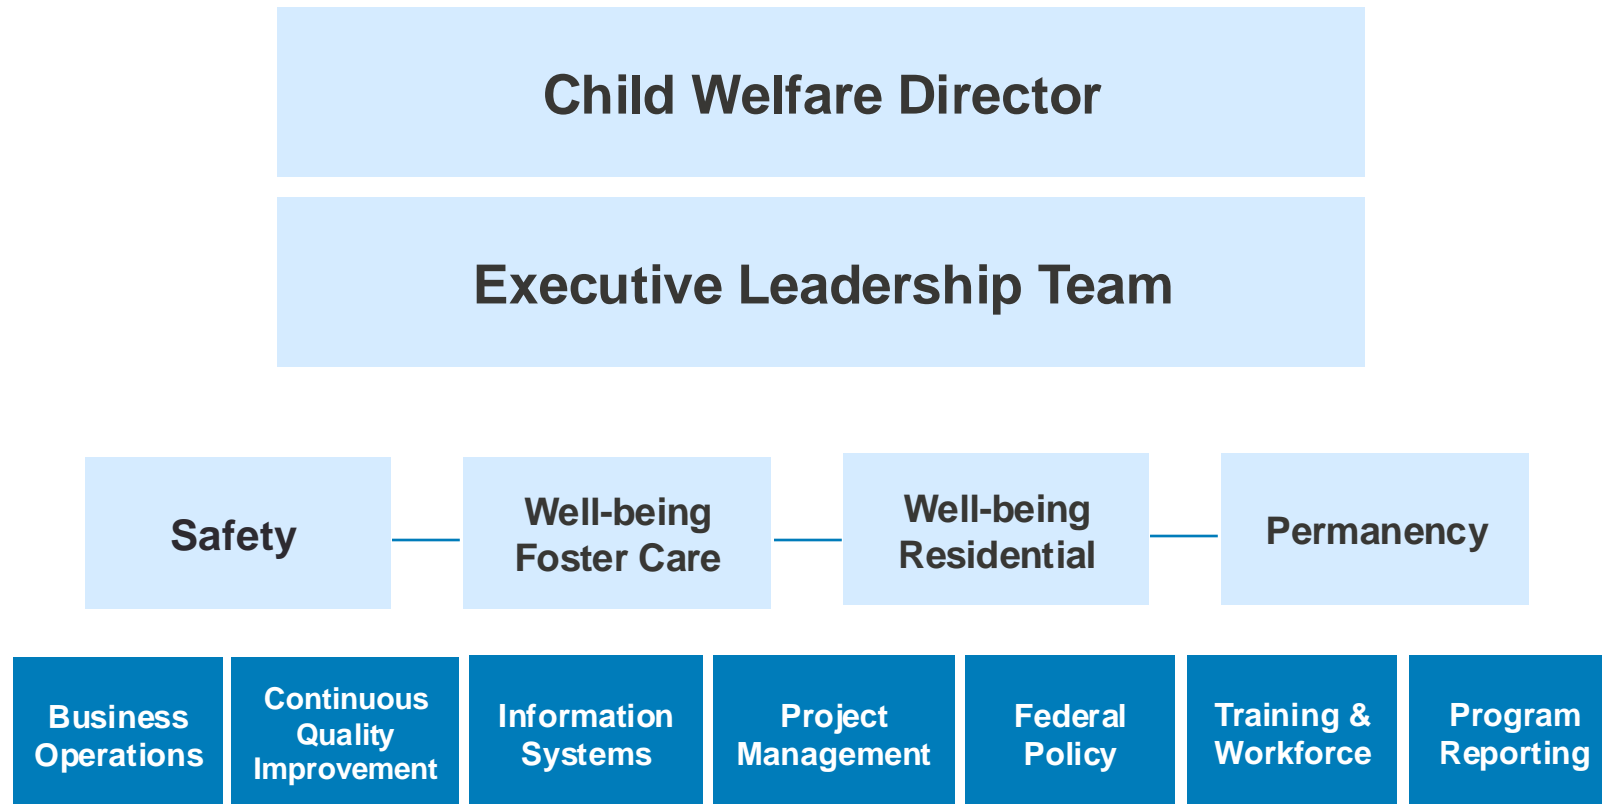 Child Welfare Director
Executive Leadership Team
Safety
Well-being
Foster Care
Well-being
Residential
Permanency
Business
Operations
Continuous
Quality
Improvement
Information
Systems
Project
Management
Federal
Policy
Training &
Workforce
Program
Reporting